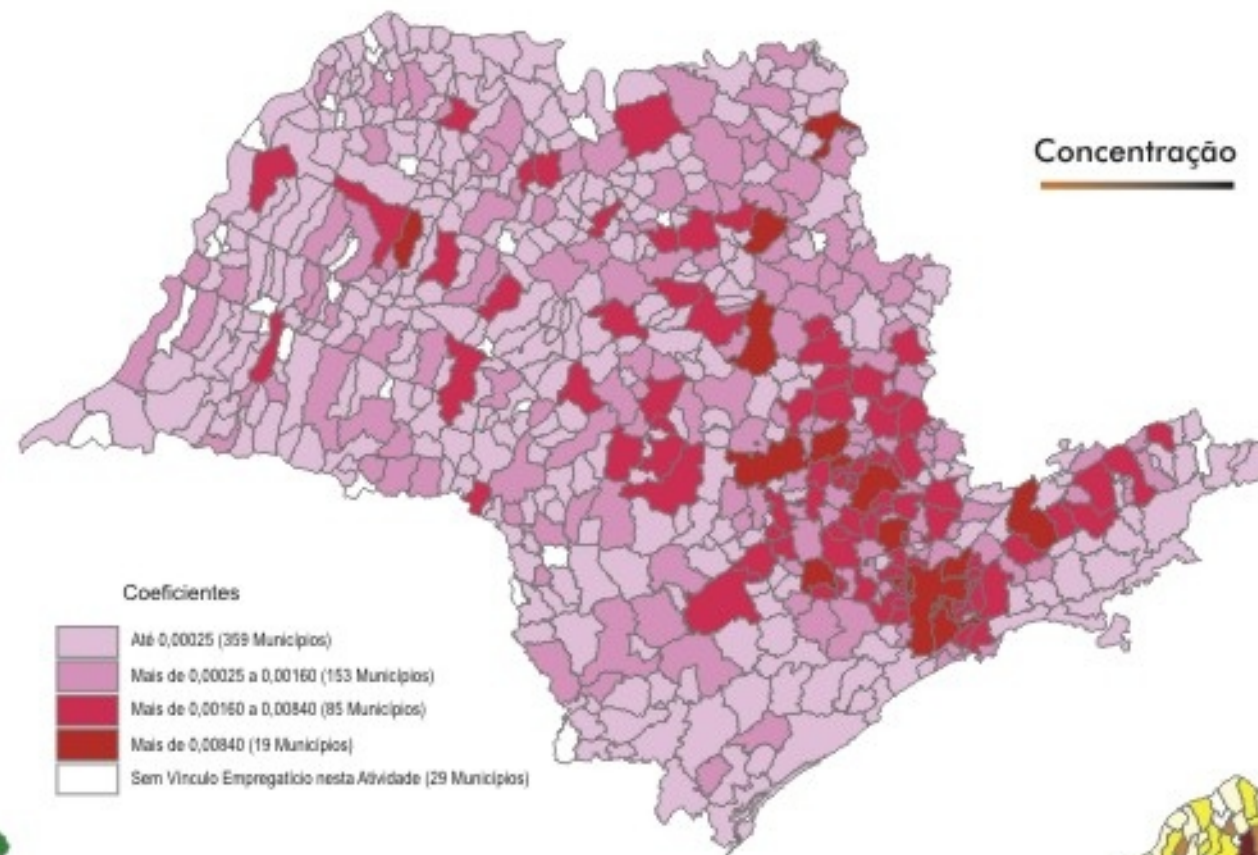 Concentração
Coeficientes
Até 0,00025 (359 Municípios)
Mais de 0,00025 a 0,00160 (153 Municípios)
Mais de 0,00160 a 0,00840 (85 Municípios)
Mais de 0,00840 (19 Municípios)
Sem Vínculo Empregatício nesta Atividade (29 Municípios)